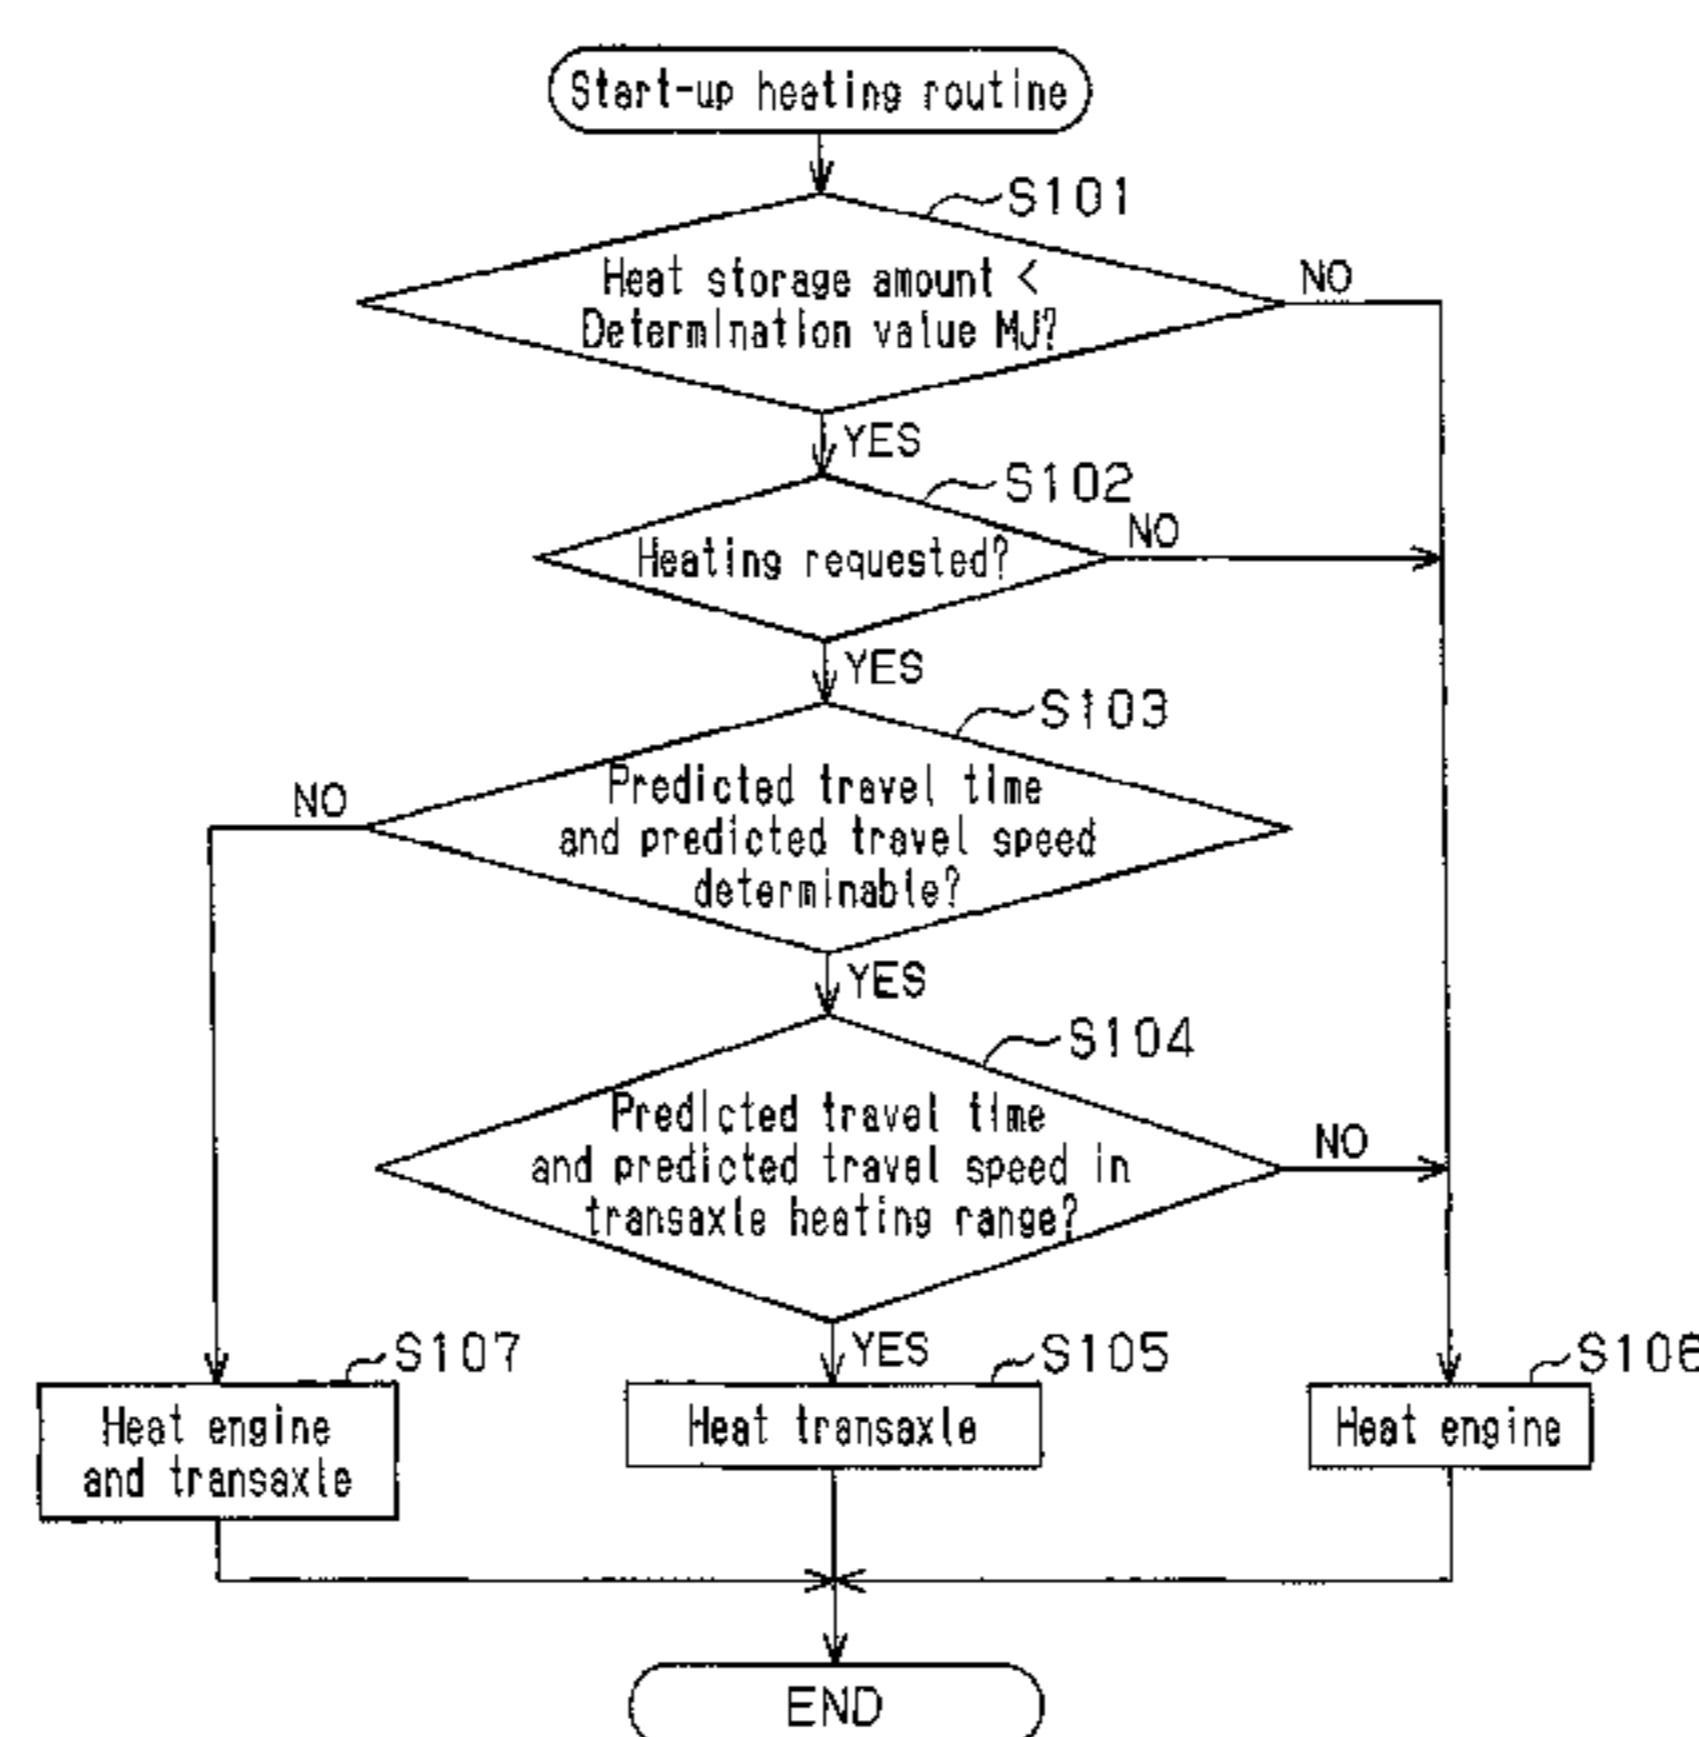 Start-up heating routine
S101
Heat storage amount <
Determination value MJ?
NO
YES
S102
Heating requested?
NO
YES
S103
Predicted travel time
and predicted travel speed
determinable?
NO
YES
S104
Predicted travel time
and predicted travel speed in
transaxle heating range?
NO
YES
S107
Heat engine
and transaxle
S105
Heat transaxle
S106
Heat engine
END